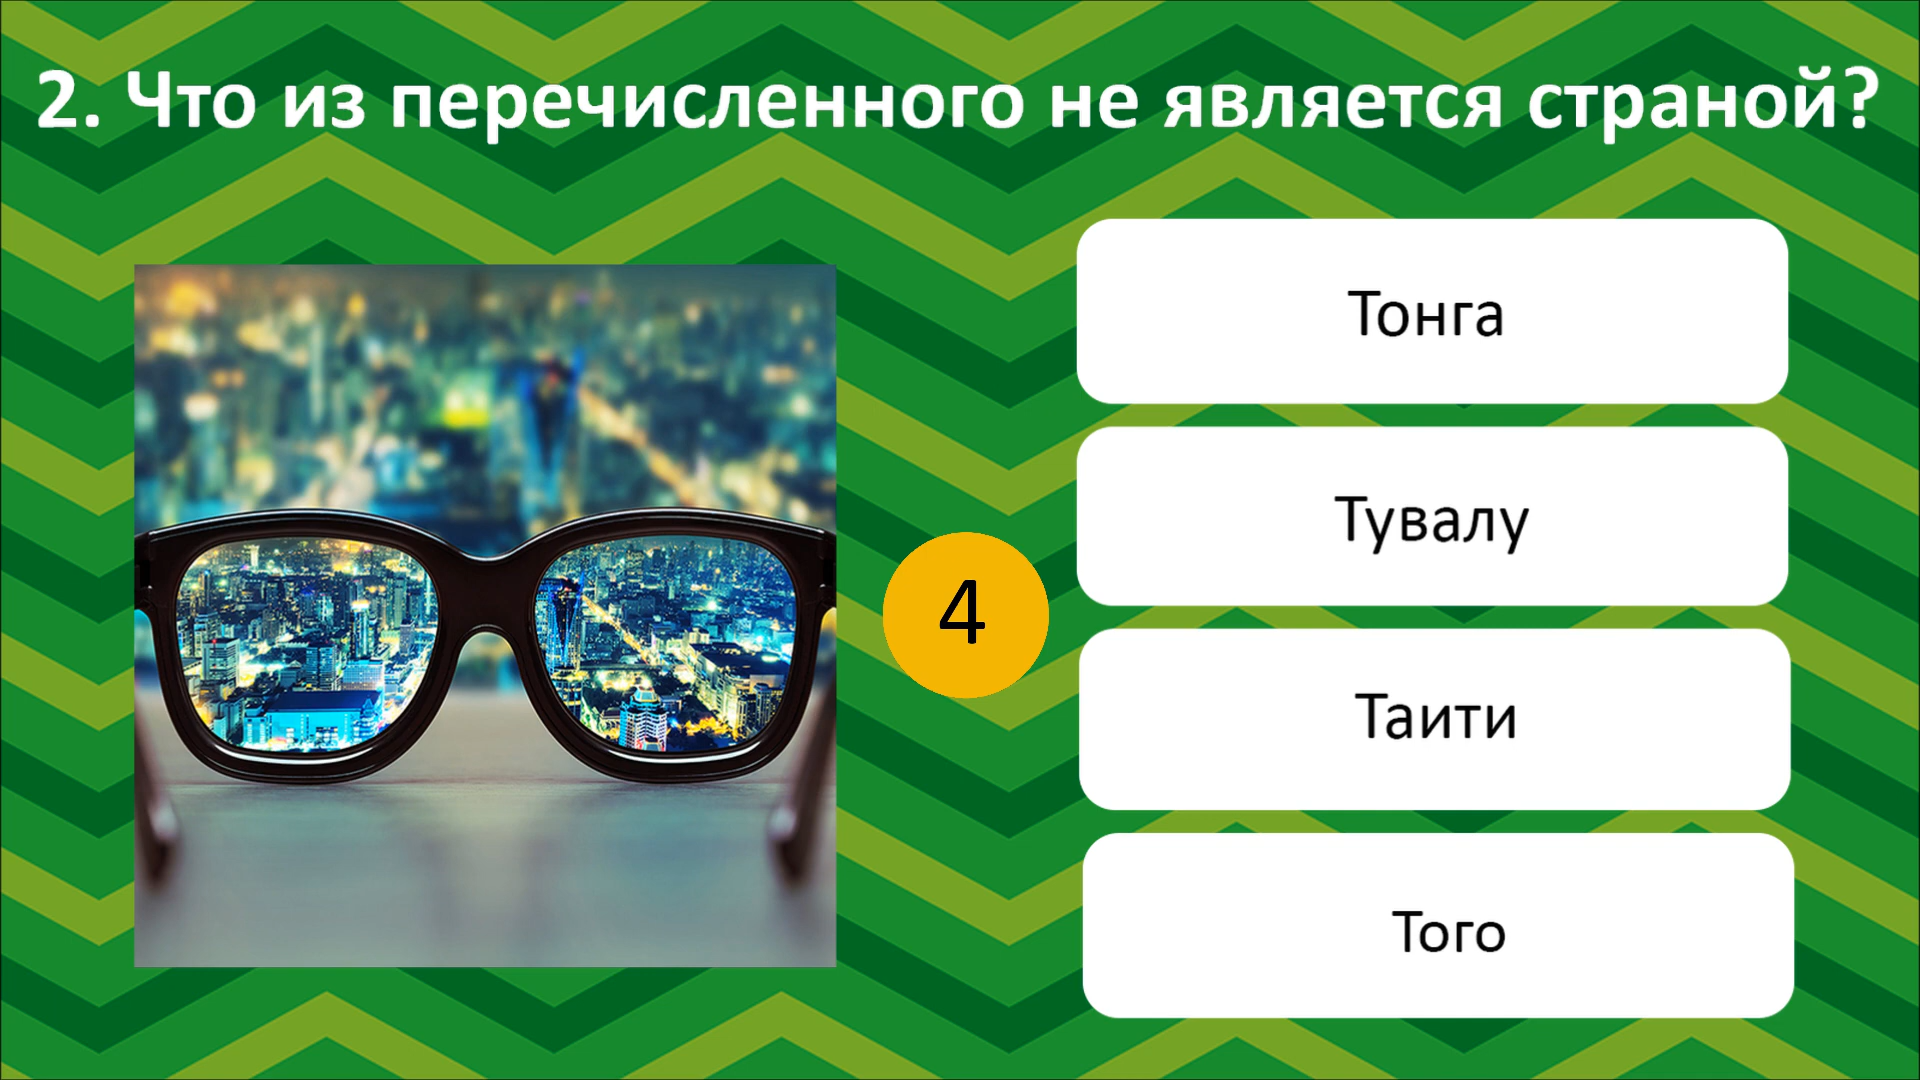 2. Что из перечисленного не является страной?
Тонга
Тувалу
4
Таити
Того